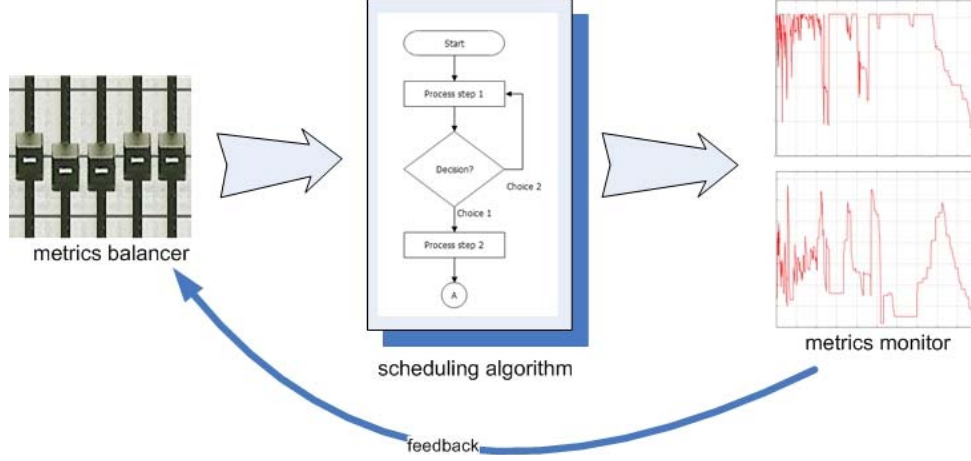 metrics balancer
Start
Process step 1
Decision?
Choice 2
Choice 1
Process step 2
A
scheduling algorithm
metrics monitor
feedback